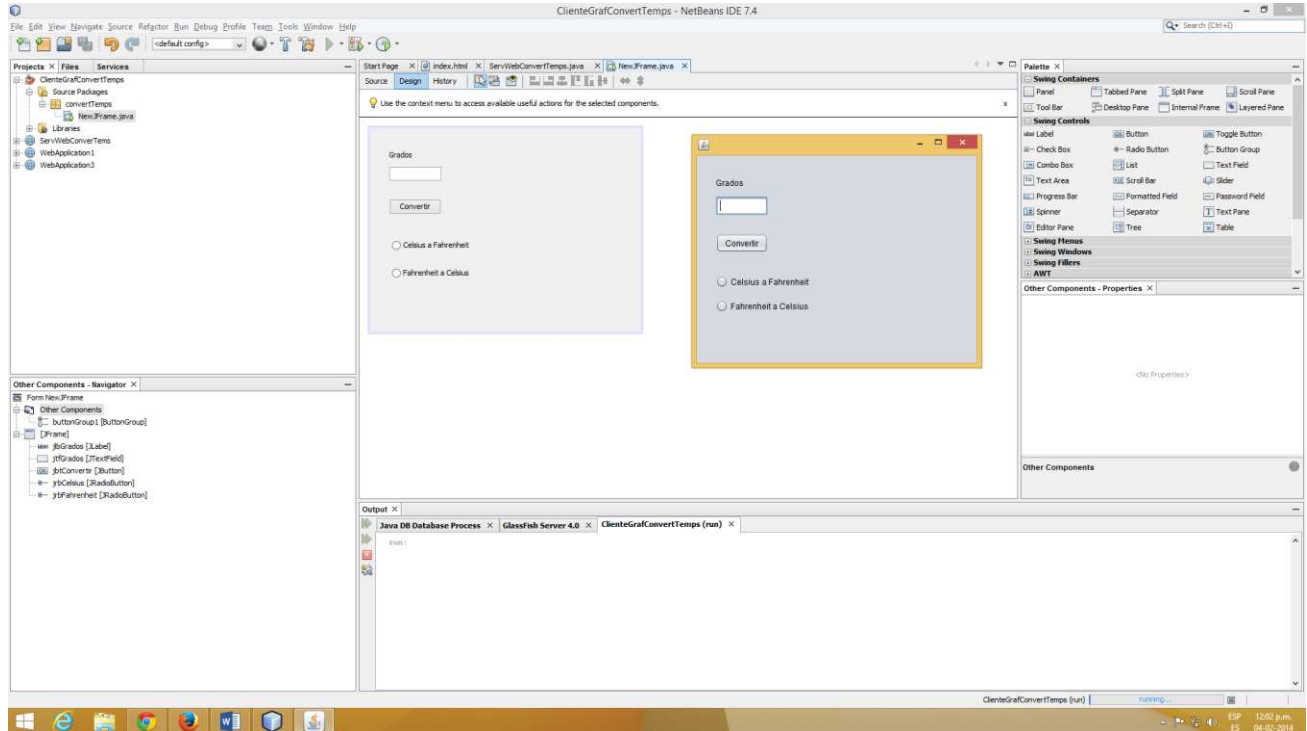 ClienteGrafConvertTemps - NetBeans IDE 7.4
File Edit View Navigate Source Refactor Run Debug Profile Team Tools Window Help
Search (Ctrl+I)
<default config>
Projects Files Services
ClienteGrafConvertTemps
Source Packages
convertTemps
NewJFrame.java
Libraries
ServWebConverTems
WebApplication1
WebApplication3
Start Page index.html ServWebConvertTemps.java NewJFrame.java
Source Design History
Use the context menu to access available useful actions for the selected components.
Grados
Convertir
Celsius a Fahrenheit
Fahrenheit a Celsius
Grados
Convertir
Celsius a Fahrenheit
Fahrenheit a Celsius
Palette
Swing Containers
Panel Tabbed Pane Split Pane Scroll Pane
Tool Bar Desktop Pane Internal Frame Layered Pane
Swing Controls
label Label Button Toggle Button
Check Box Radio Button Button Group
Combo Box List Text Field
Text Area Scroll Bar Slider
Progress Bar Formatted Field Password Field
Spinner Separator Text Pane
Editor Pane Tree Table
Swing Menus
Swing Windows
Swing Fillers
AWT
Other Components - Properties
<No Properties>
Other Components
Other Components - Navigator
Form NewJFrame
Other Components
buttonGroup1 [ButtonGroup]
[JFrame]
label jlbGrados [JLabel]
jtfGrados [JTextField]
jbtConvertir [JButton]
jrbCelsius [JRadioButton]
jrbFahrenheit [JRadioButton]
Output
Java DB Database Process GlassFish Server 4.0 ClienteGrafConvertTemps (run)
run:
ClienteGrafConvertTemps (run) running...
ESP 12:02 p.m.
ES 04-02-2014